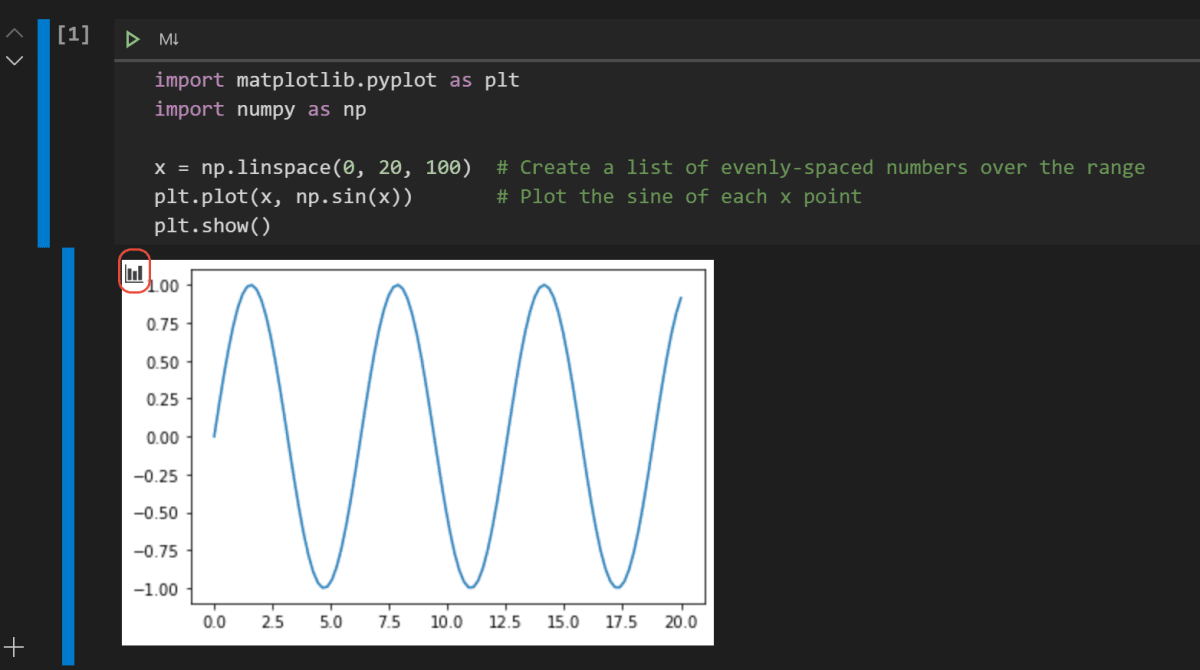 [1]
M↓
import matplotlib.pyplot as plt
import numpy as np
x = np.linspace(0, 20, 100)  # Create a list of evenly-spaced numbers over the range
plt.plot(x, np.sin(x))       # Plot the sine of each x point
plt.show()
1.00
0.75
0.50
0.25
0.00
−0.25
−0.50
−0.75
−1.00
0.0 2.5 5.0 7.5 10.0 12.5 15.0 17.5 20.0